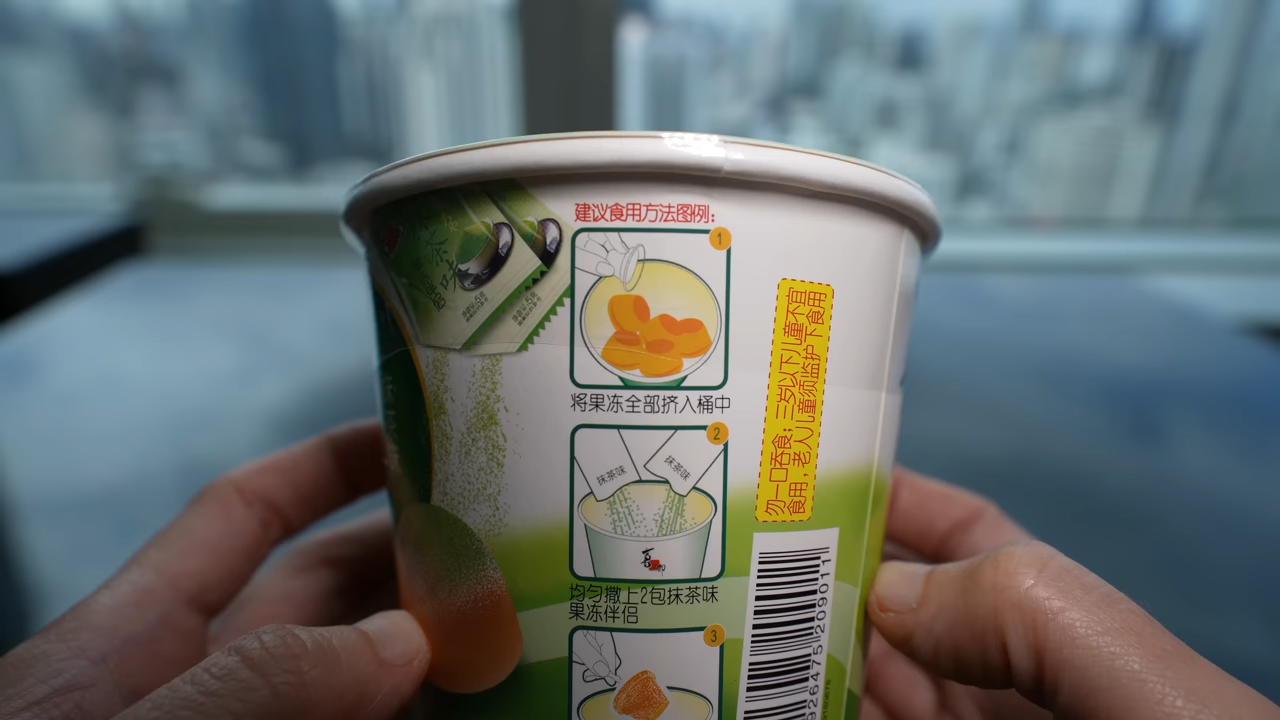 建议食用方法图例：
1
将果冻全部挤入桶中
2
抹茶味
抹茶味
均匀撒上2包抹茶味
果冻伴侣
3
勿一口吞食；三岁以下儿童不宜
食用，老人儿童须监护下食用
926475209011
茶
味